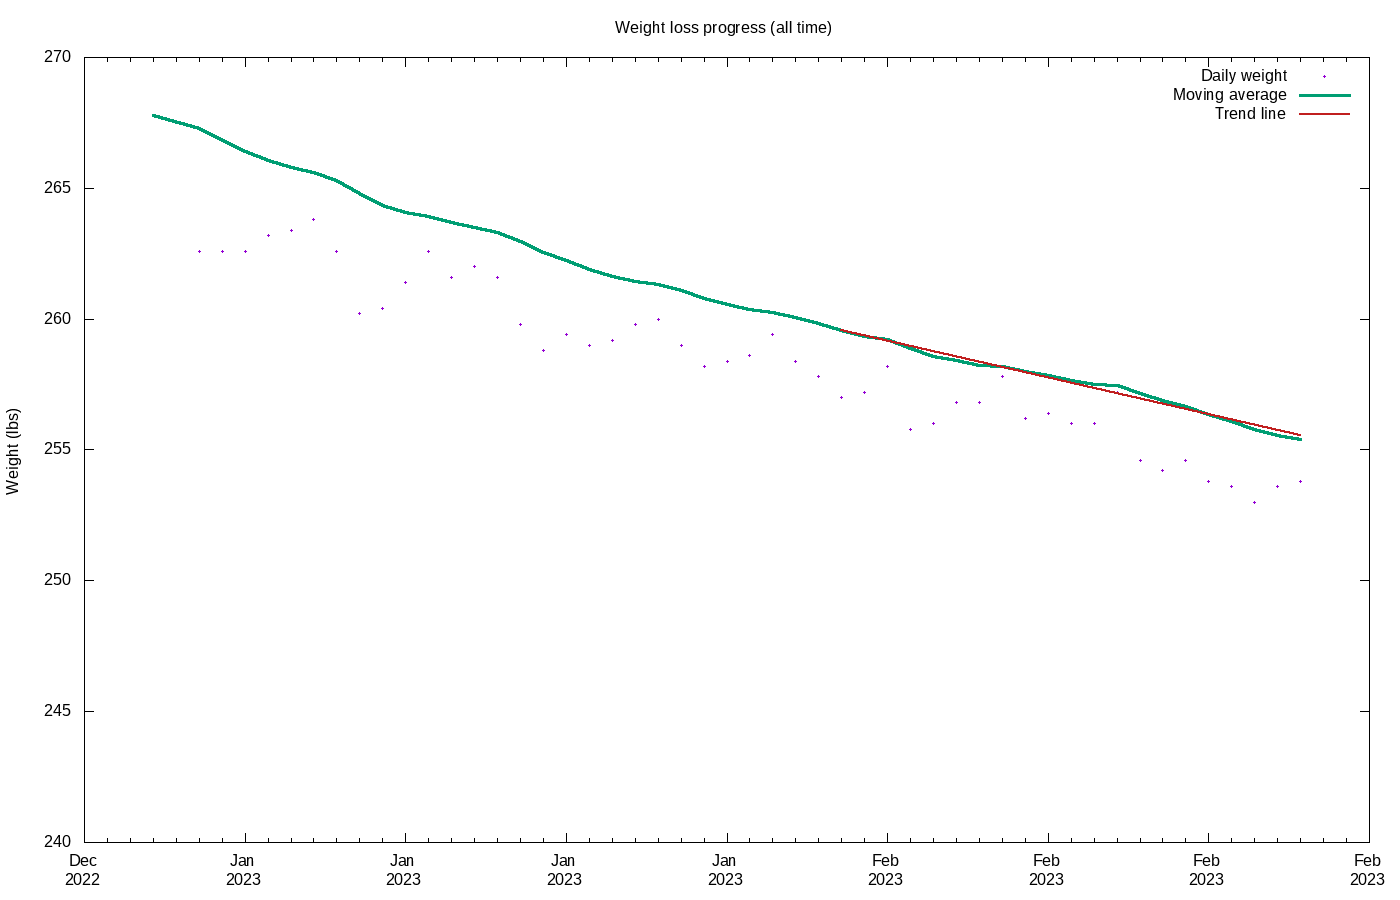 Weight loss progress (all time)
Daily weight
Moving average
Trend line
270
265
260
255
250
245
240
Weight (lbs)
Dec Jan Jan Jan Jan Feb Feb Feb Feb
2022 2023 2023 2023 2023 2023 2023 2023 2023